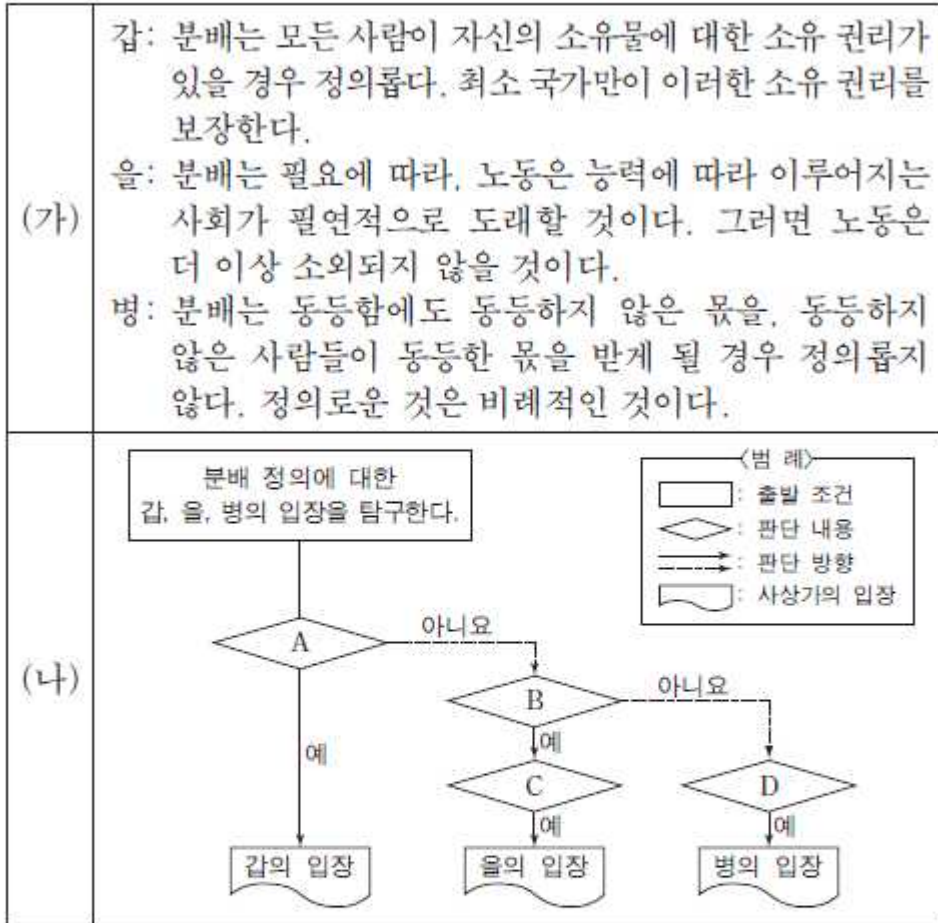 (가)
갑: 분배는 모든 사람이 자신의 소유물에 대한 소유 권리가
있을 경우 정의롭다. 최소 국가만이 이러한 소유 권리를
보장한다.
을: 분배는 필요에 따라, 노동은 능력에 따라 이루어지는
사회가 필연적으로 도래할 것이다. 그러면 노동은
더 이상 소외되지 않을 것이다.
병: 분배는 동등함에도 동등하지 않은 몫을, 동등하지
않은 사람들이 동등한 몫을 받게 될 경우 정의롭지
않다. 정의로운 것은 비례적인 것이다.
(나)
분배 정의에 대한
갑, 을, 병의 입장을 탐구한다.
<범 례>
: 출발 조건
: 판단 내용
: 판단 방향
: 사상가의 입장
A
아니요
B
아니요
예
예
C
D
예
예
갑의 입장
을의 입장
병의 입장